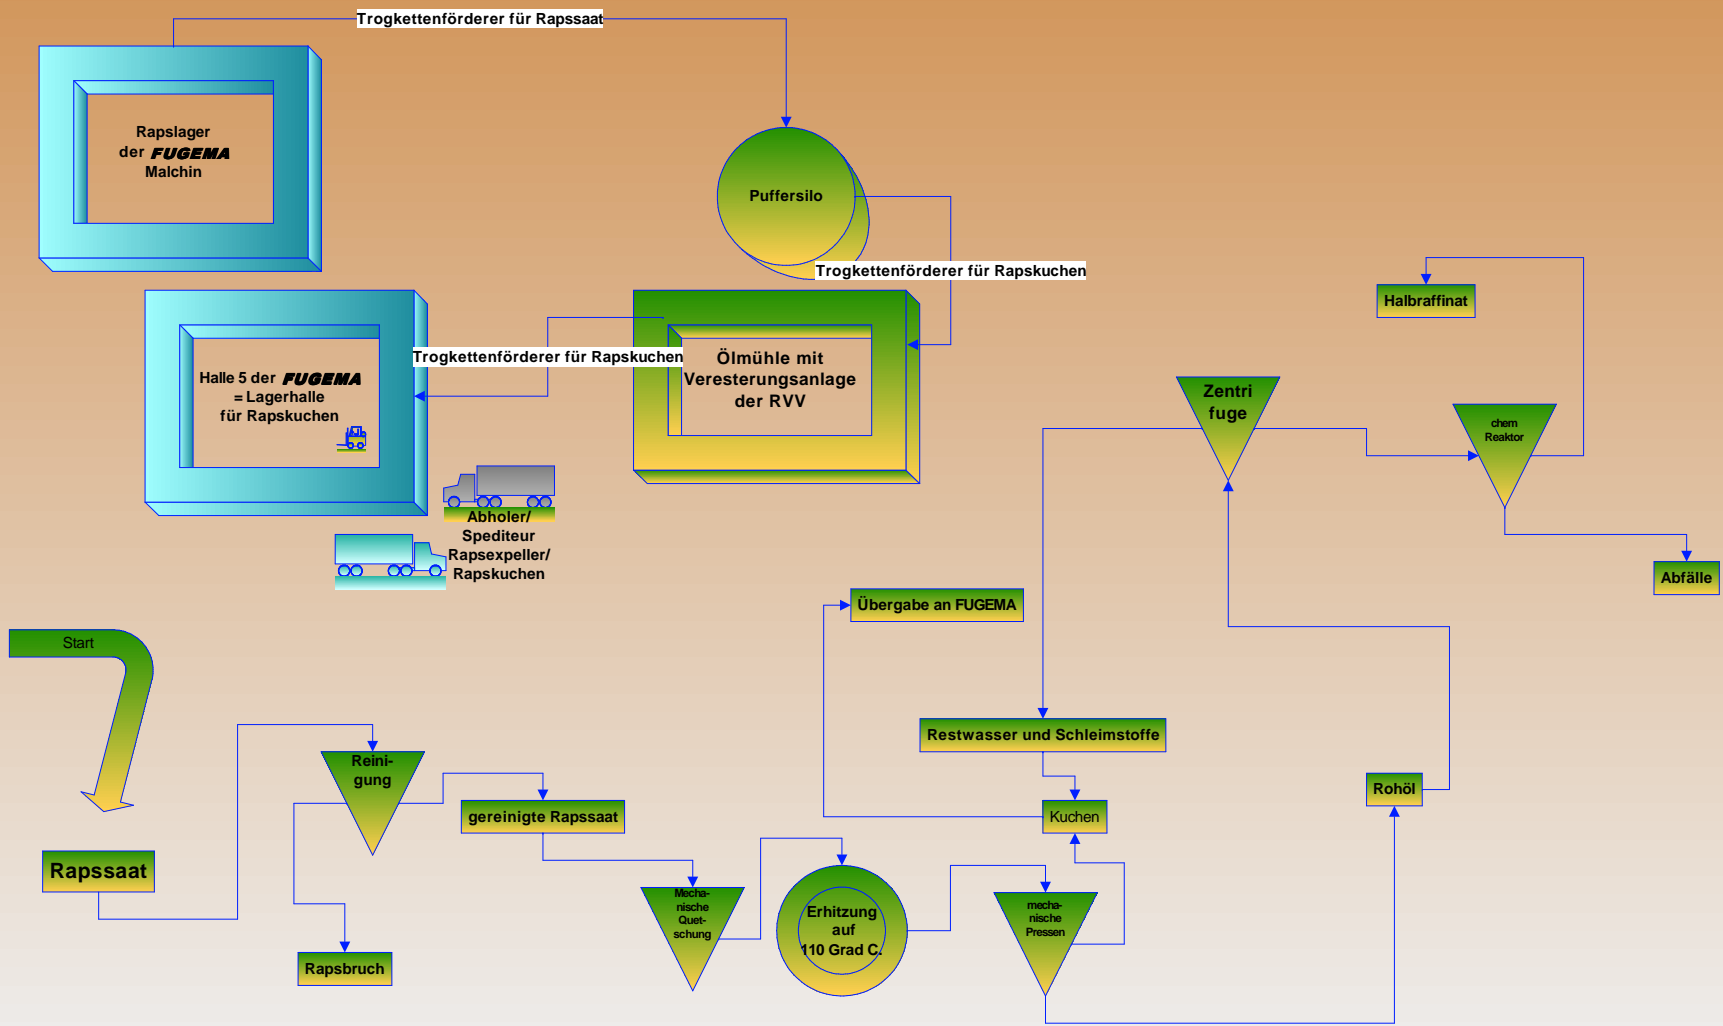 Trogkettenförderer für Rapssaat
Rapslager
der FUGEMA
Malchin
Puffersilo
Trogkettenförderer für Rapskuchen
Halbraffinat
Halle 5 der FUGEMA
= Lagerhalle
für Rapskuchen
Trogkettenförderer für Rapskuchen
Ölmühle mit
Veresterungsanlage
der RVV
Zentri
fuge
chem
Reaktor
Abholer/
Spediteur
Rapsexpeller/
Rapskuchen
Abfälle
Übergabe an FUGEMA
Start
Restwasser und Schleimstoffe
Reini-
gung
gereinigte Rapssaat
Kuchen
Rohöl
Rapssaat
Mecha-
nische
Quet-
schung
Erhitzung
auf
110 Grad C.
mecha-
nische
Pressen
Rapsbruch